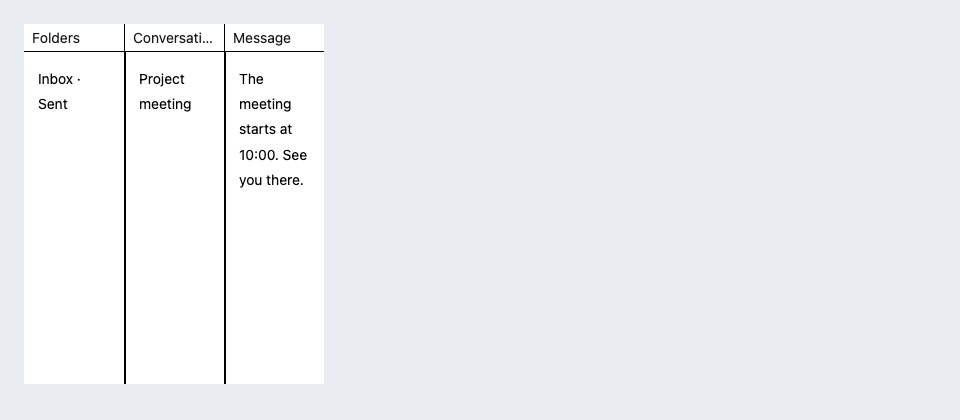 Folders
Conversati...
Message
Inbox ·
Sent
Project
meeting
The
meeting
starts at
10:00. See
you there.